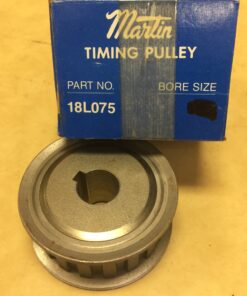 Martin
TIMING PULLEY
PART NO. BORE SIZE
18L075